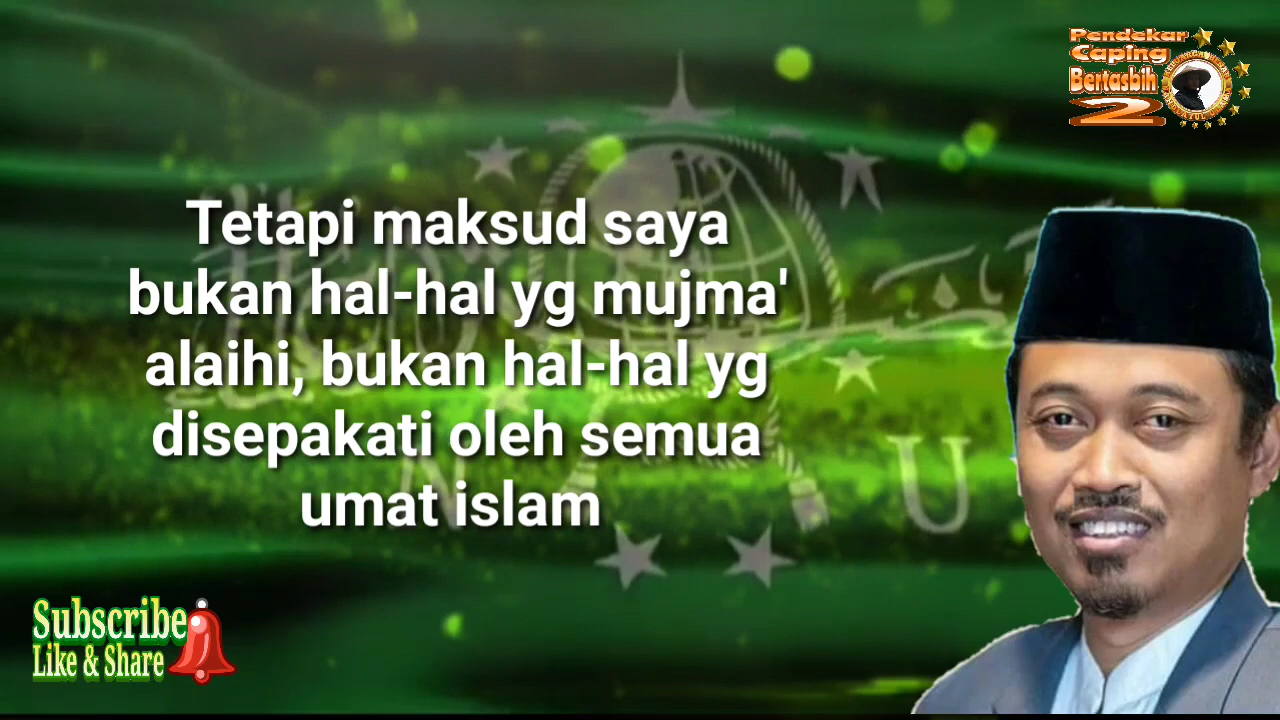 Pendekar
Caping
Bertasbih
2
Tetapi maksud saya
bukan hal-hal yg mujma'
alaihi, bukan hal-hal yg
disepakati oleh semua
umat islam
N U
Subscribe
Like & Share